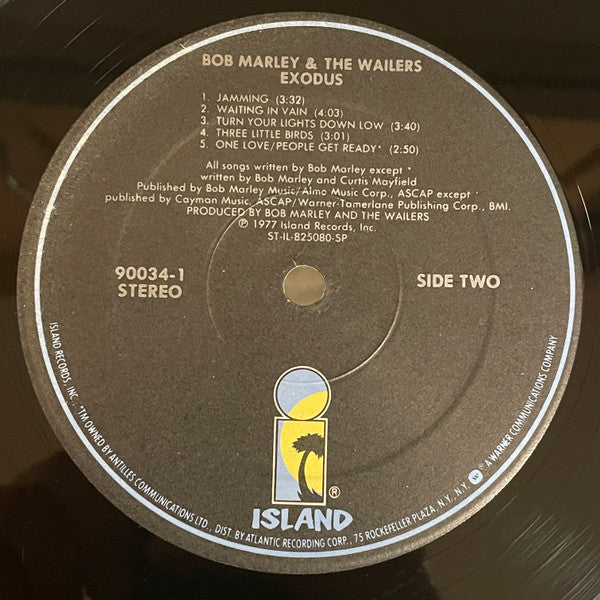 BOB MARLEY & THE WAILERS
EXODUS
1. JAMMING (3:32)
2. WAITING IN VAIN (4:03)
3. TURN YOUR LIGHTS DOWN LOW (3:40)
4. THREE LITTLE BIRDS (3:01)
5. ONE LOVE/PEOPLE GET READY* (2:50)
All songs written by Bob Marley except *
written by Bob Marley and Curtis Mayfield
Published by Bob Marley Music/Almo Music Corp., ASCAP except *
published by Cayman Music, ASCAP/Warner-Tamerlane Publishing Corp., BMI.
PRODUCED BY BOB MARLEY AND THE WAILERS
℗ 1977 Island Records, Inc.
ST-IL-825080-SP
90034-1
STEREO
SIDE TWO
®
ISLAND
ISLAND RECORDS, INC. *TM OWNED BY ANTILLES COMMUNICATIONS LTD., DIST. BY ATLANTIC RECORDING CORP., 75 ROCKEFELLER PLAZA, N.Y., N.Y. ® A WARNER COMMUNICATIONS COMPANY